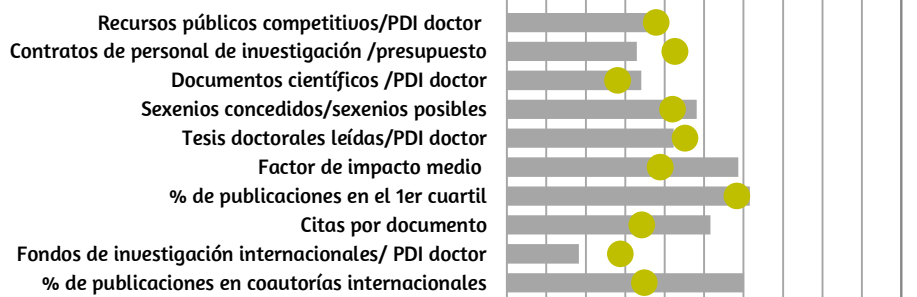 Recursos públicos competitivos/PDI doctor
Contratos de personal de investigación /presupuesto
Documentos científicos /PDI doctor
Sexenios concedidos/sexenios posibles
Tesis doctorales leídas/PDI doctor
Factor de impacto medio
% de publicaciones en el 1er cuartil
Citas por documento
Fondos de investigación internacionales/ PDI doctor
% de publicaciones en coautorías internacionales